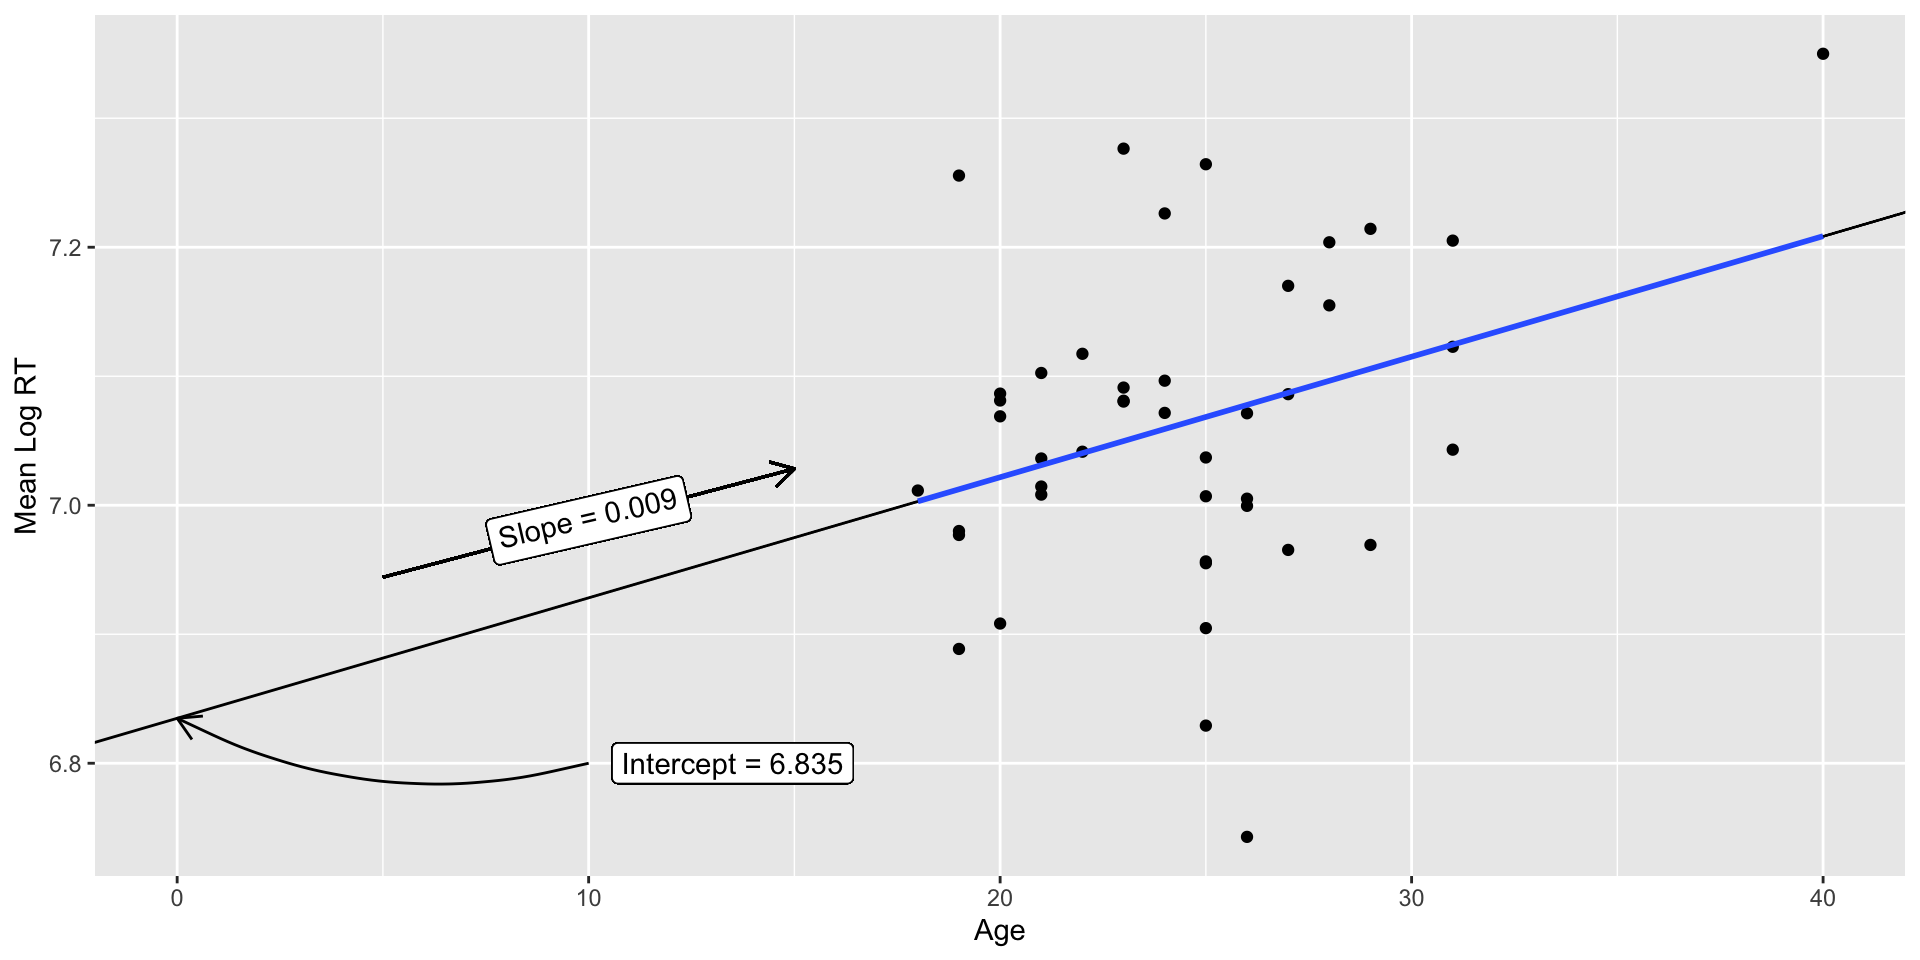 Mean Log RT
7.2
7.0
6.8
Slope = 0.009
Intercept = 6.835
0 10 20 30 40
Age